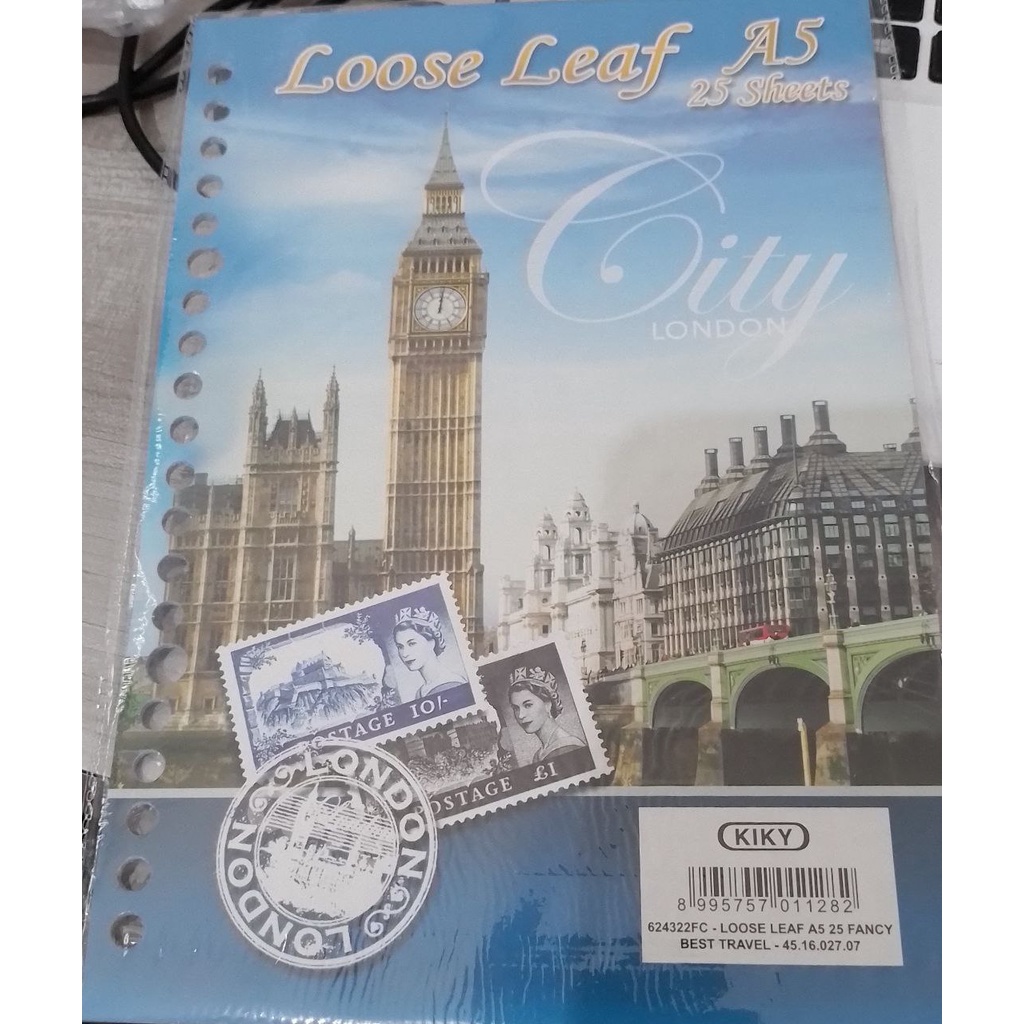 Loose Leaf A5
25 Sheets
City
LONDON
POSTAGE 10/-
POSTAGE £1
LONDON
LONDON
LONDON
KIKY
8 995757 011282
624322FC - LOOSE LEAF A5 25 FANCY
BEST TRAVEL - 45.16.027.07